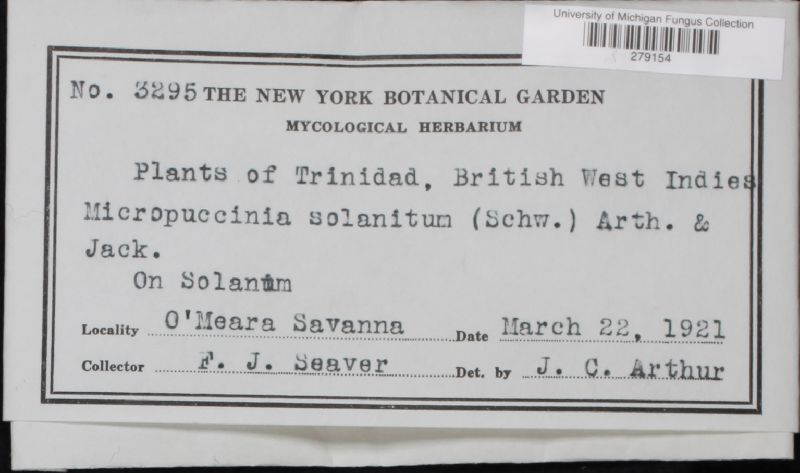 University of Michigan Fungus Collection
279154
No. 3295 THE NEW YORK BOTANICAL GARDEN
MYCOLOGICAL HERBARIUM
Plants of Trinidad, British West Indies
Micropuccinia solanitum (Schw.) Arth. &
Jack.
On Solanum
Locality O'Meara Savanna Date March 22, 1921
Collector F. J. Seaver Det. by J. C. Arthur